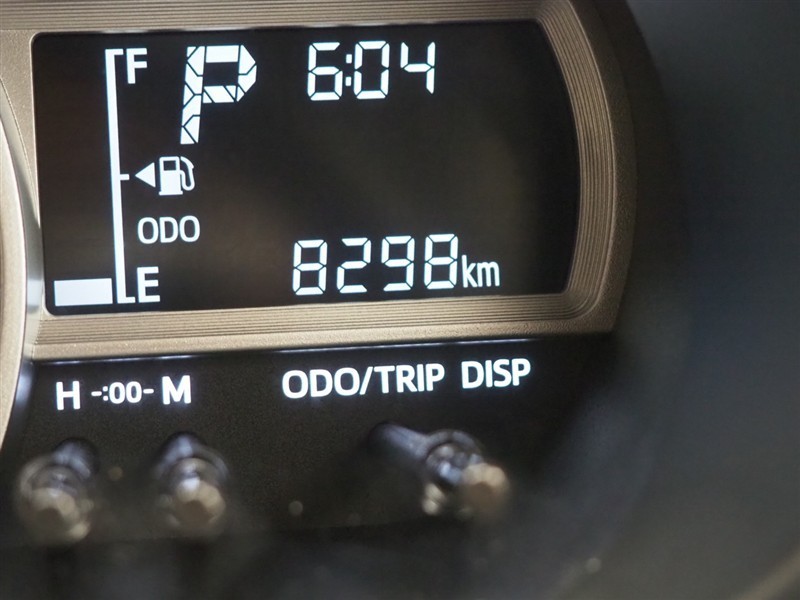 F P 6:04
ODO
E 8298km
H -:00- M ODO/TRIP DISP